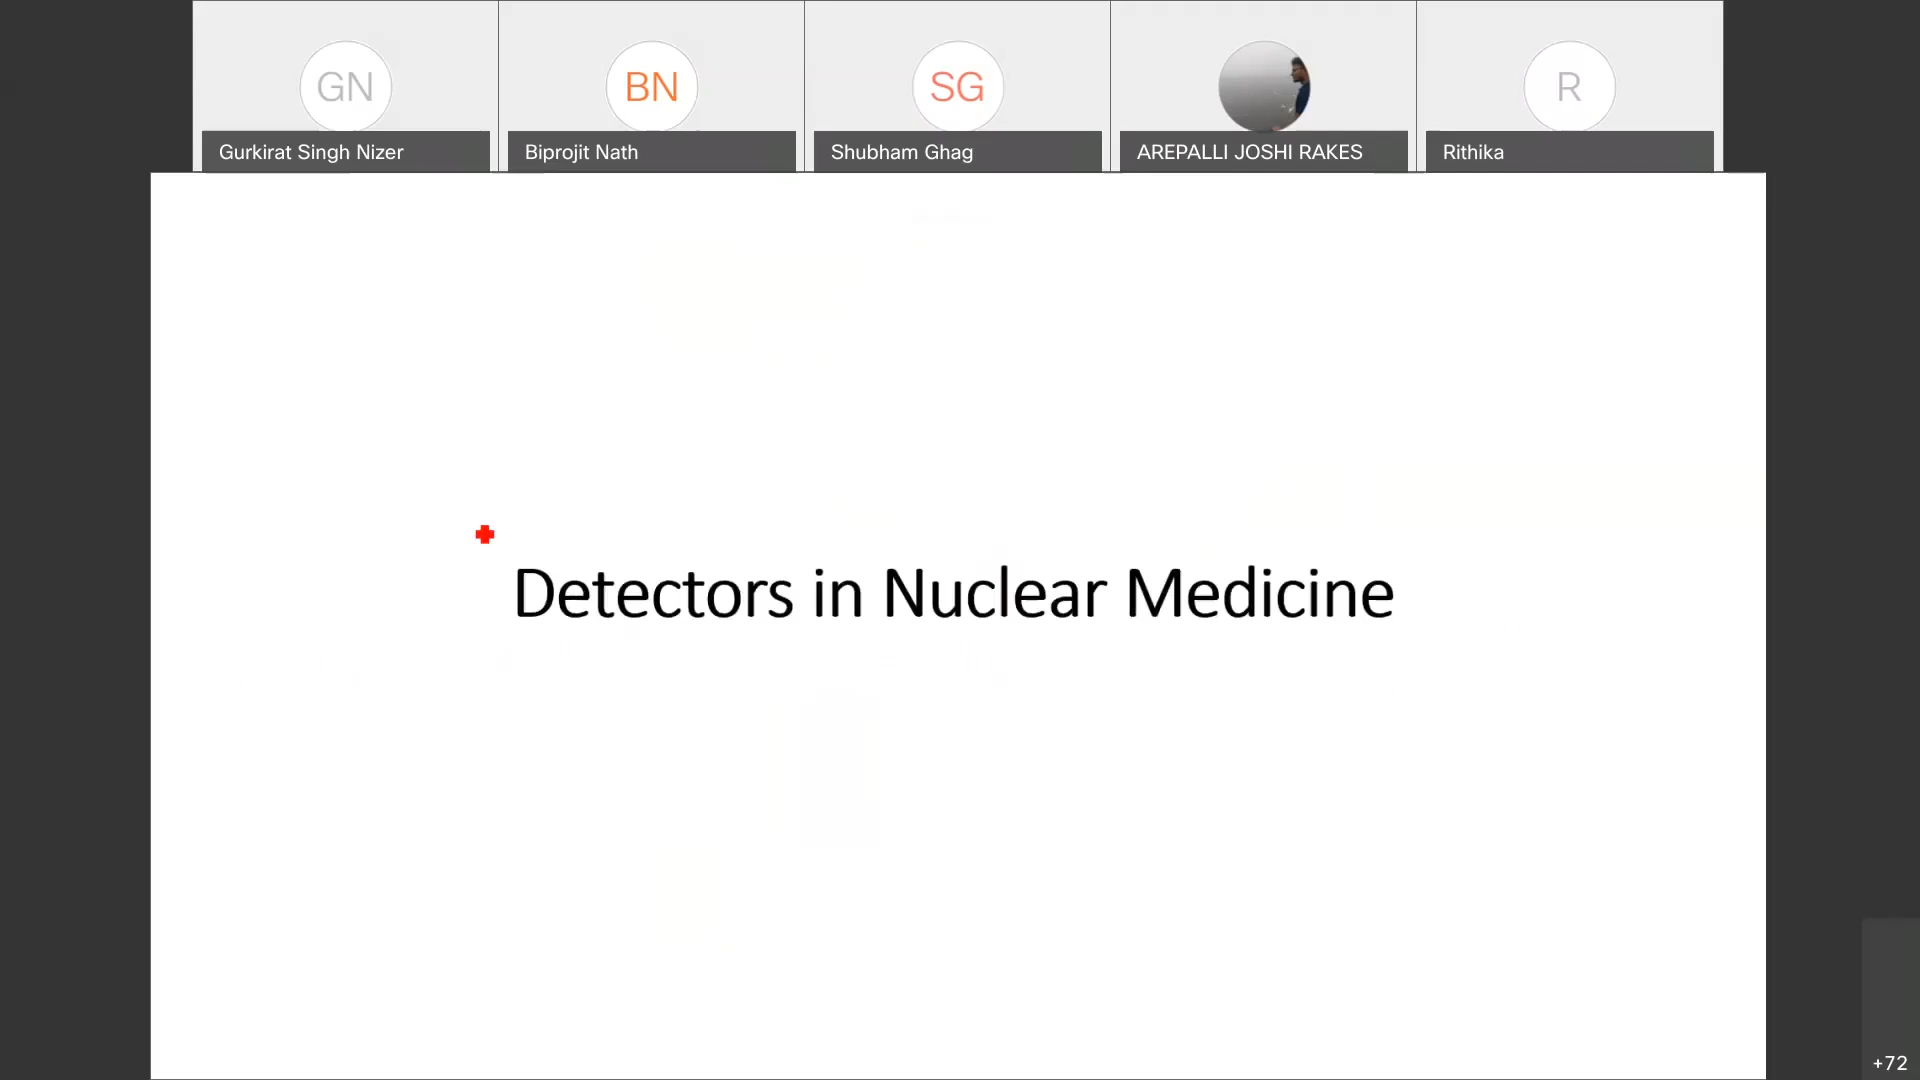 GN
BN
SG
R
Gurkirat Singh Nizer
Biprojit Nath
Shubham Ghag
AREPALLI JOSHI RAKES
Rithika
Detectors in Nuclear Medicine
+72